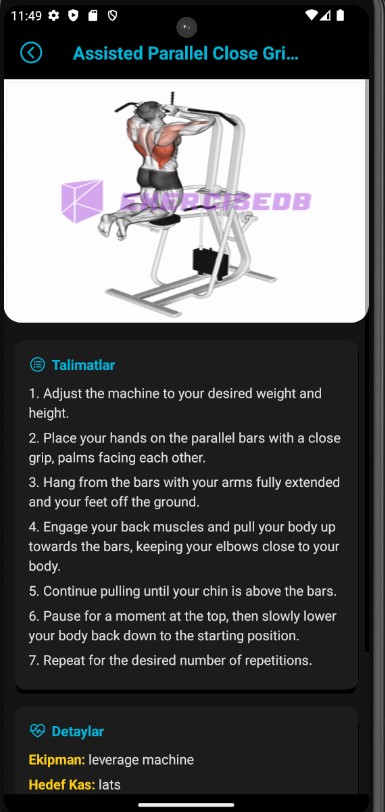 11:49
Assisted Parallel Close Gri...
EXERCISEDB
Talimatlar
1. Adjust the machine to your desired weight and
height.
2. Place your hands on the parallel bars with a close
grip, palms facing each other.
3. Hang from the bars with your arms fully extended
and your feet off the ground.
4. Engage your back muscles and pull your body up
towards the bars, keeping your elbows close to your
body.
5. Continue pulling until your chin is above the bars.
6. Pause for a moment at the top, then slowly lower
your body back down to the starting position.
7. Repeat for the desired number of repetitions.
Detaylar
Ekipman: leverage machine
Hedef Kas: lats